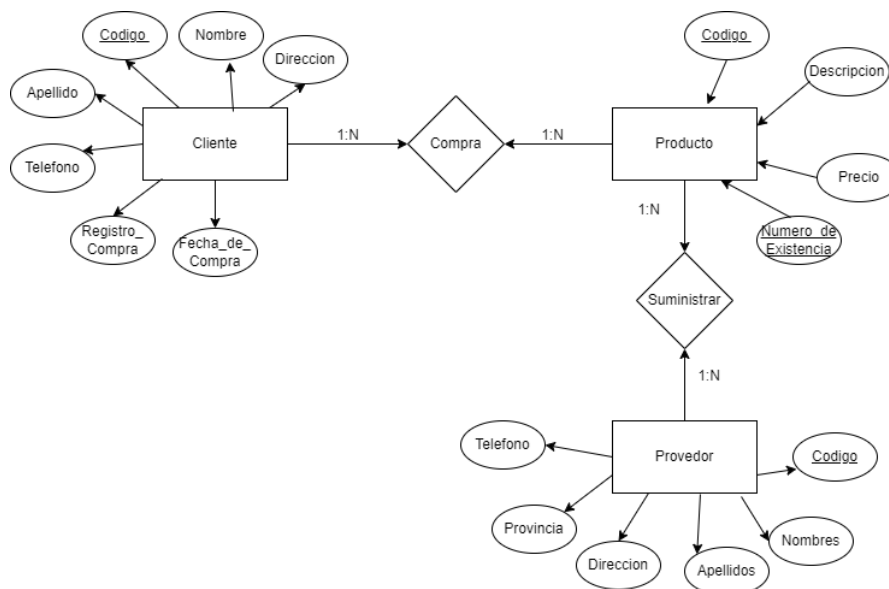 Codigo
Nombre
Direccion
Apellido
Telefono
Registro_
Compra
Fecha_de_
Compra
Cliente
1:N
Compra
1:N
Producto
Codigo
Descripcion
Precio
Numero_de
Existencia
1:N
Suministrar
1:N
Provedor
Telefono
Provincia
Direccion
Apellidos
Nombres
Codigo